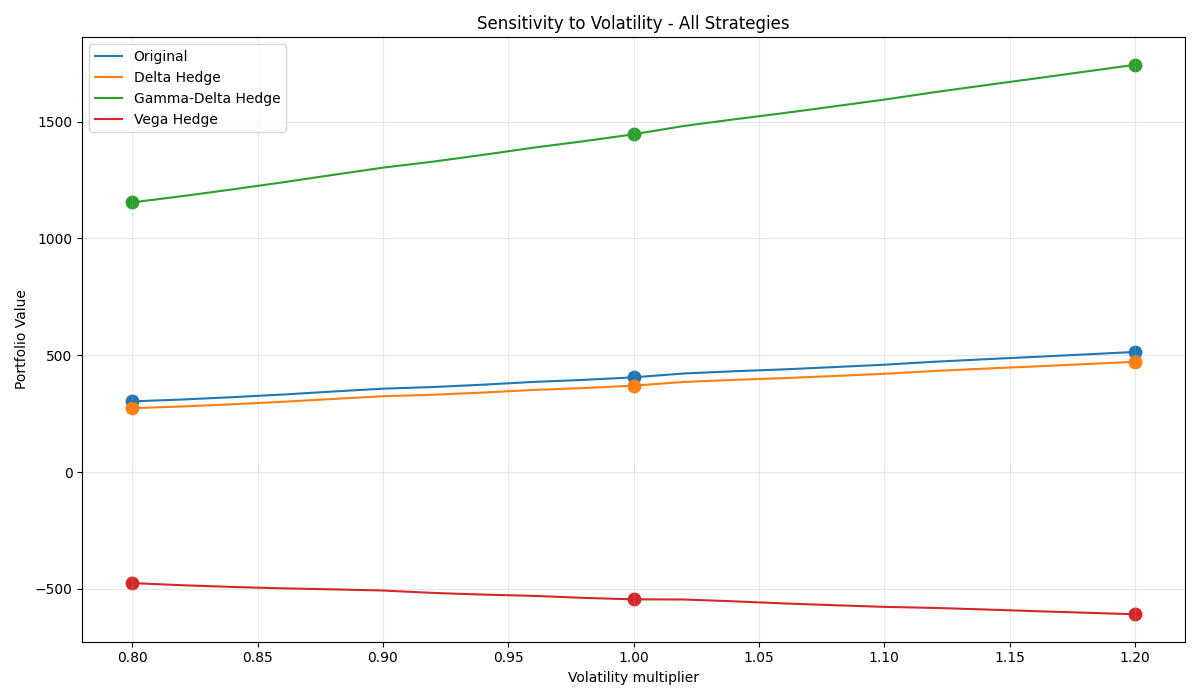 Sensitivity to Volatility - All Strategies
Original
Delta Hedge
Gamma-Delta Hedge
Vega Hedge
Portfolio Value
1500
1000
500
0
−500
0.80 0.85 0.90 0.95 1.00 1.05 1.10 1.15 1.20
Volatility multiplier